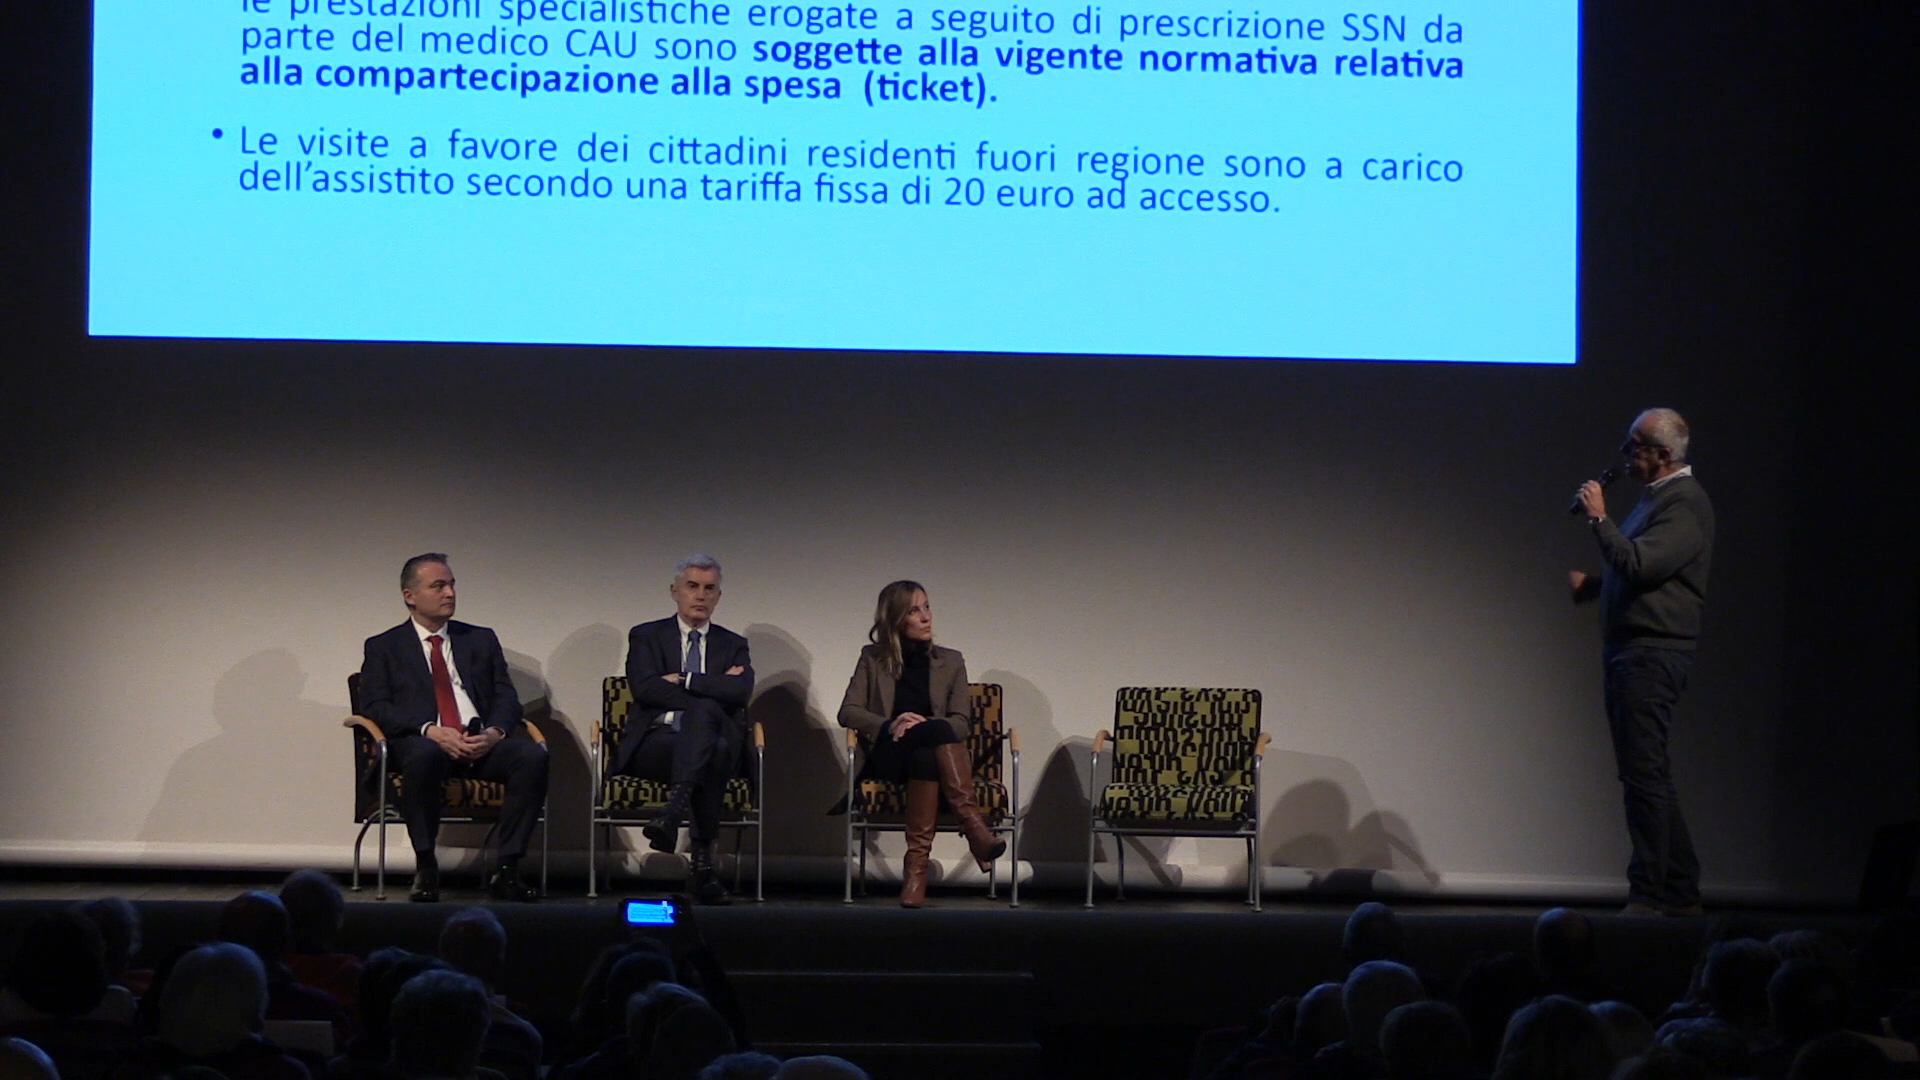 le prestazioni specialistiche erogate a seguito di prescrizione SSN da
parte del medico CAU sono soggette alla vigente normativa relativa
alla compartecipazione alla spesa (ticket).
• Le visite a favore dei cittadini residenti fuori regione sono a carico
dell’assistito secondo una tariffa fissa di 20 euro ad accesso.